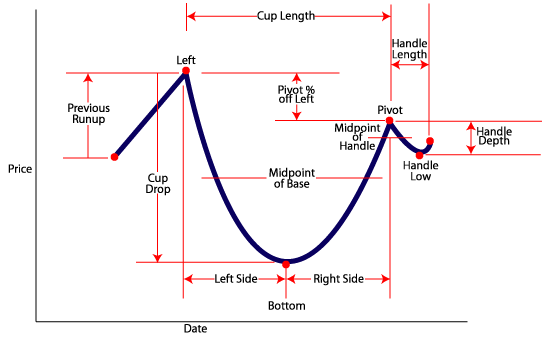 Cup Length
Handle
Length
Left
Pivot %
off Left
Previous
Runup
Pivot
Midpoint
of Handle
Handle
Depth
Handle
Low
Price
Cup
Drop
Midpoint
of Base
Left Side
Right Side
Bottom
Date